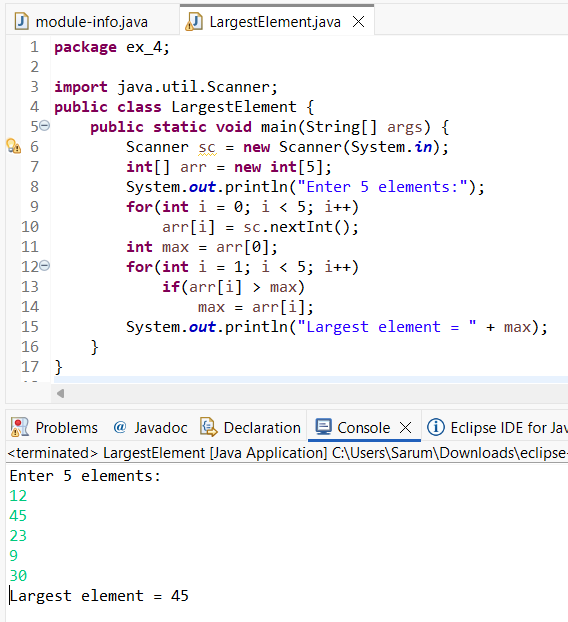 module-info.java LargestElement.java
1 package ex_4;
2
3 import java.util.Scanner;
4 public class LargestElement {
5 public static void main(String[] args) {
6 Scanner sc = new Scanner(System.in);
7 int[] arr = new int[5];
8 System.out.println("Enter 5 elements:");
9 for(int i = 0; i < 5; i++)
10 arr[i] = sc.nextInt();
11 int max = arr[0];
12 for(int i = 1; i < 5; i++)
13 if(arr[i] > max)
14 max = arr[i];
15 System.out.println("Largest element = " + max);
16 }
17 }
Problems @ Javadoc Declaration Console Eclipse IDE for Jav
<terminated> LargestElement [Java Application] C:\Users\Sarum\Downloads\eclipse-
Enter 5 elements:
12
45
23
9
30
Largest element = 45